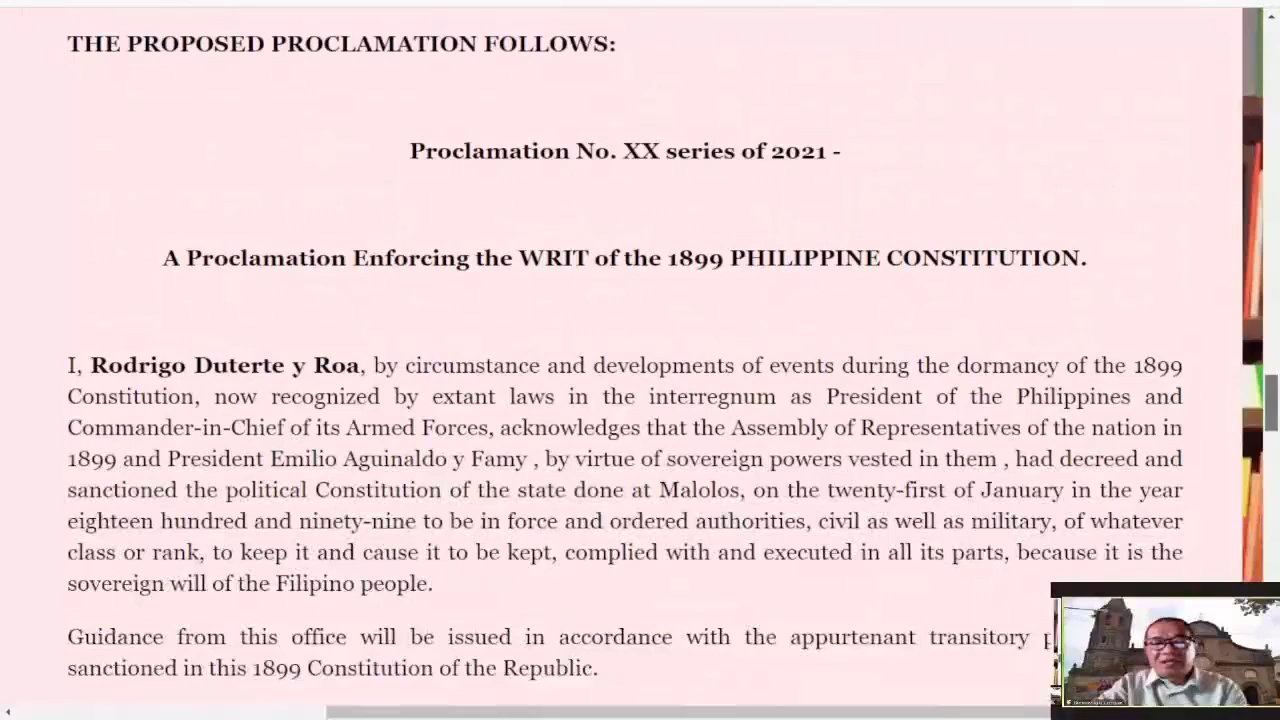 THE PROPOSED PROCLAMATION FOLLOWS:
Proclamation No. XX series of 2021 -
A Proclamation Enforcing the WRIT of the 1899 PHILIPPINE CONSTITUTION.
I, Rodrigo Duterte y Roa, by circumstance and developments of events during the dormancy of the 1899
Constitution, now recognized by extant laws in the interregnum as President of the Philippines and
Commander-in-Chief of its Armed Forces, acknowledges that the Assembly of Representatives of the nation in
1899 and President Emilio Aguinaldo y Famy , by virtue of sovereign powers vested in them , had decreed and
sanctioned the political Constitution of the state done at Malolos, on the twenty-first of January in the year
eighteen hundred and ninety-nine to be in force and ordered authorities, civil as well as military, of whatever
class or rank, to keep it and cause it to be kept, complied with and executed in all its parts, because it is the
sovereign will of the Filipino people.
Guidance from this office will be issued in accordance with the appurtenant transitory
sanctioned in this 1899 Constitution of the Republic.